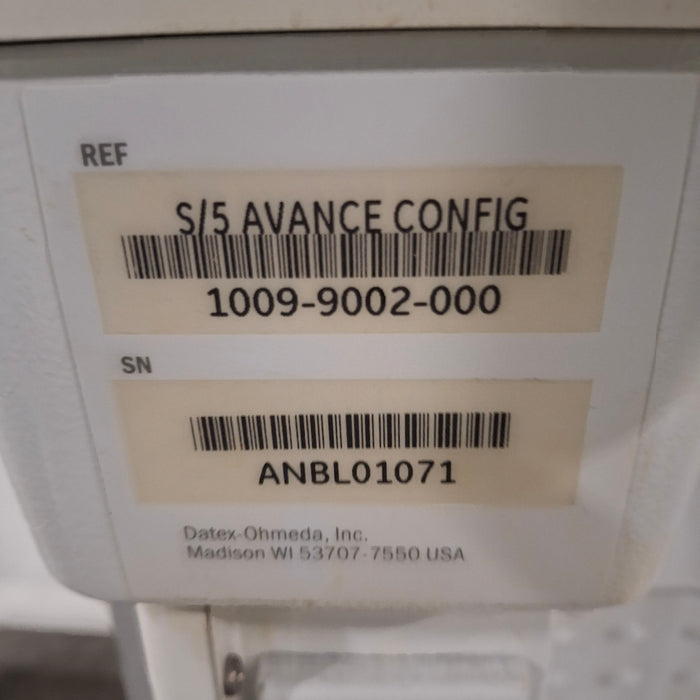 REF
S/5 AVANCE CONFIG
1009-9002-000
SN
ANBL01071
Datex-Ohmeda, Inc.
Madison WI 53707-7550 USA